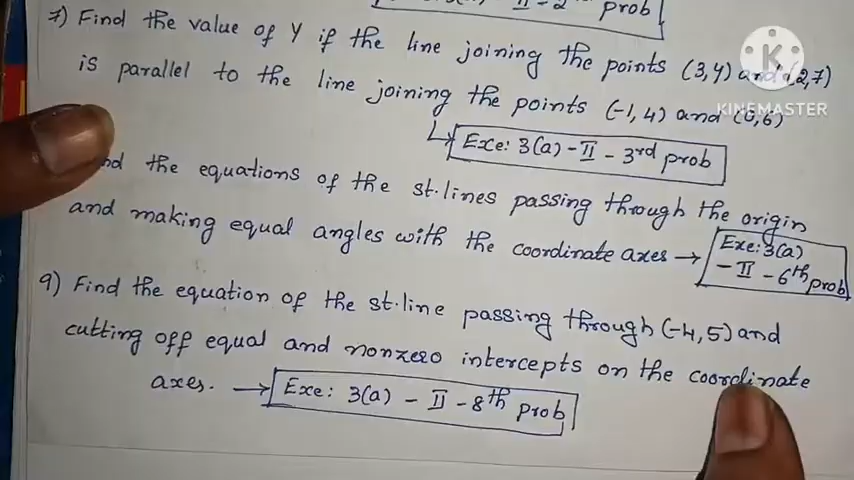 II - 2 prob
7) Find the value of Y if the line joining the points (3,Y) and (2,7)
is parallel to the line joining the points (-1,4) and (0,6)
Exe: 3(a) - II - 3rd prob
the equations of the st.lines passing through the origin
and making equal angles with the coordinate axes → Exe: 3(a)
- II - 6th prob
9) Find the equation of the st.line passing through (-4,5) and
cutting off equal and nonzero intercepts on the coordinate
axes. → Exe: 3(a) - II - 8th prob
KINEMASTER